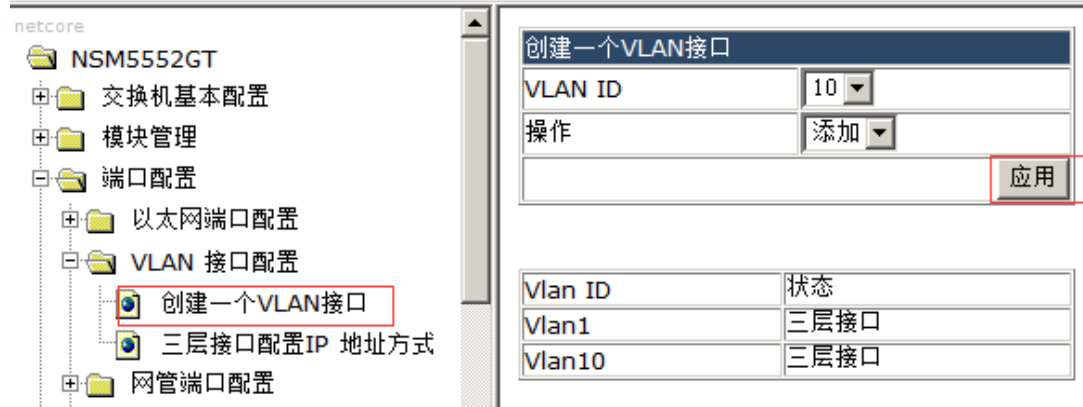 netcore
NSM5552GT
交换机基本配置
模块管理
端口配置
以太网端口配置
VLAN 接口配置
创建一个VLAN接口
三层接口配置IP 地址方式
网管端口配置
创建一个VLAN接口
VLAN ID 10
操作 添加
应用
Vlan ID 状态
Vlan1 三层接口
Vlan10 三层接口